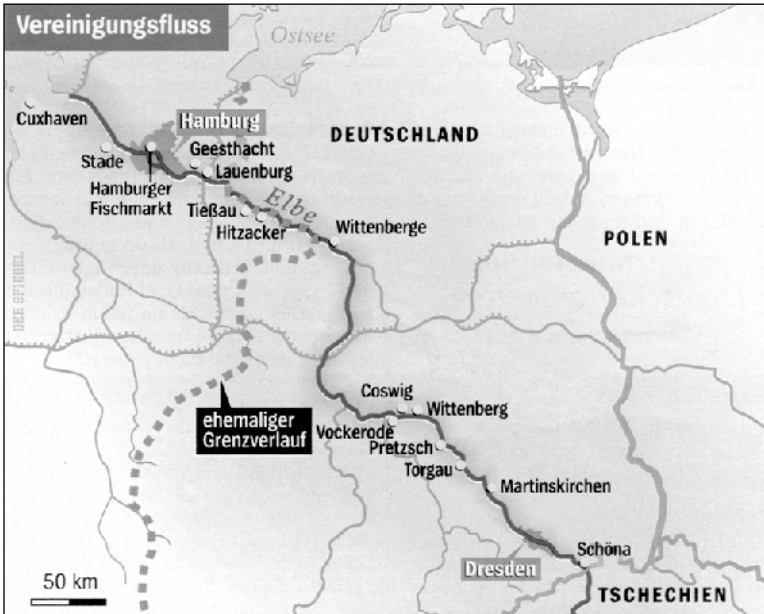 Vereinigungsfluss
Ostsee
Cuxhaven
Hamburg
DEUTSCHLAND
Stade
Geesthacht
Hamburger
Fischmarkt
Lauenburg
Elbe
Tießau
Hitzacker
Wittenberge
POLEN
DER SPIEGEL
Coswig
Wittenberg
ehemaliger
Grenzverlauf
Vockerode
Pretzsch
Torgau
Martinskirchen
Schöna
Dresden
50 km
TSCHECHIEN